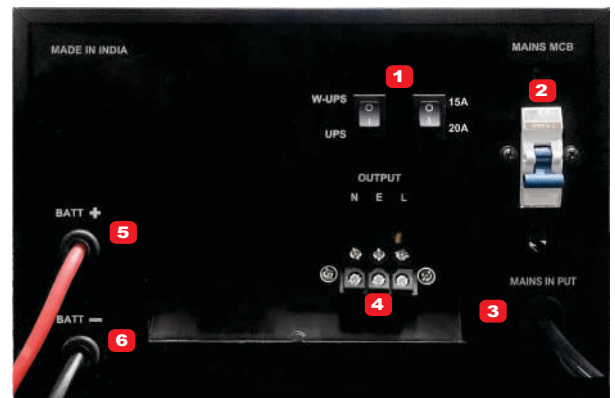 MADE IN INDIA
MAINS MCB
1
2
W-UPS
15A
UPS
20A
OUTPUT
N E L
BATT +
5
MAINS IN PUT
4
3
BATT −
6